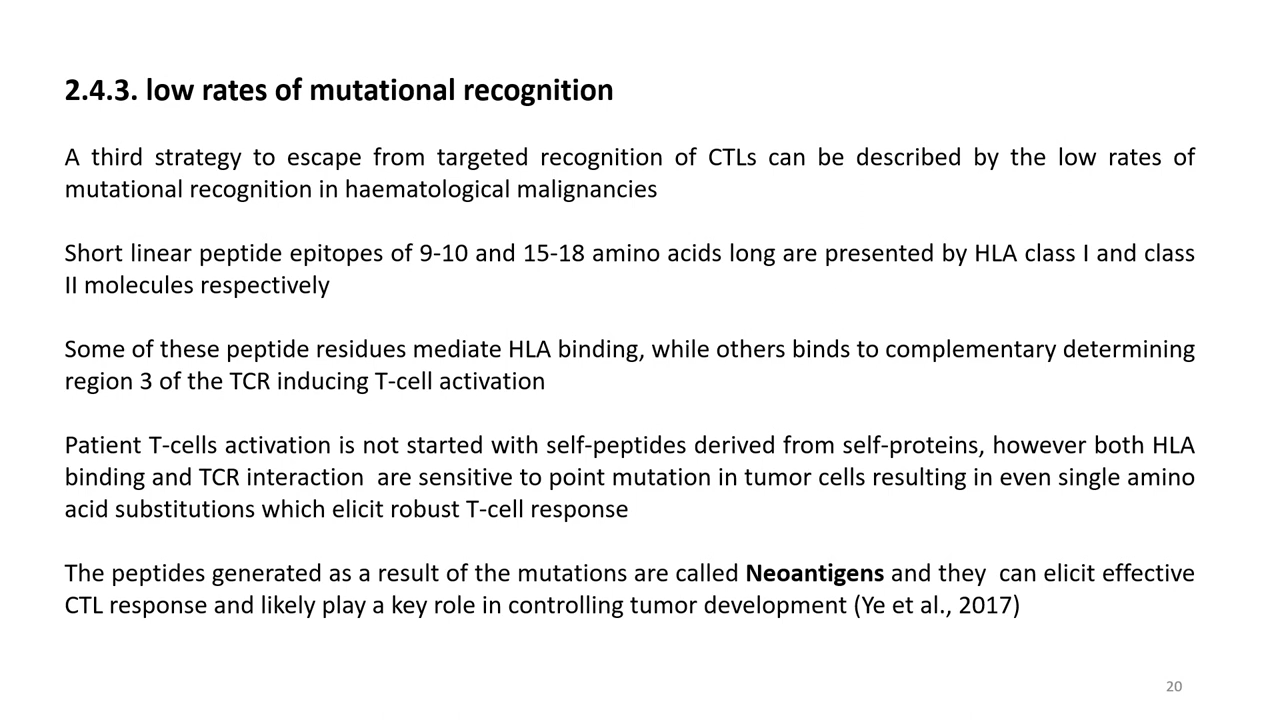 2.4.3. low rates of mutational recognition
A third strategy to escape from targeted recognition of CTLs can be described by the low rates of
mutational recognition in haematological malignancies
Short linear peptide epitopes of 9-10 and 15-18 amino acids long are presented by HLA class I and class
II molecules respectively
Some of these peptide residues mediate HLA binding, while others binds to complementary determining
region 3 of the TCR inducing T-cell activation
Patient T-cells activation is not started with self-peptides derived from self-proteins, however both HLA
binding and TCR interaction  are sensitive to point mutation in tumor cells resulting in even single amino
acid substitutions which elicit robust T-cell response
The peptides generated as a result of the mutations are called Neoantigens and they  can elicit effective
CTL response and likely play a key role in controlling tumor development (Ye et al., 2017)
20